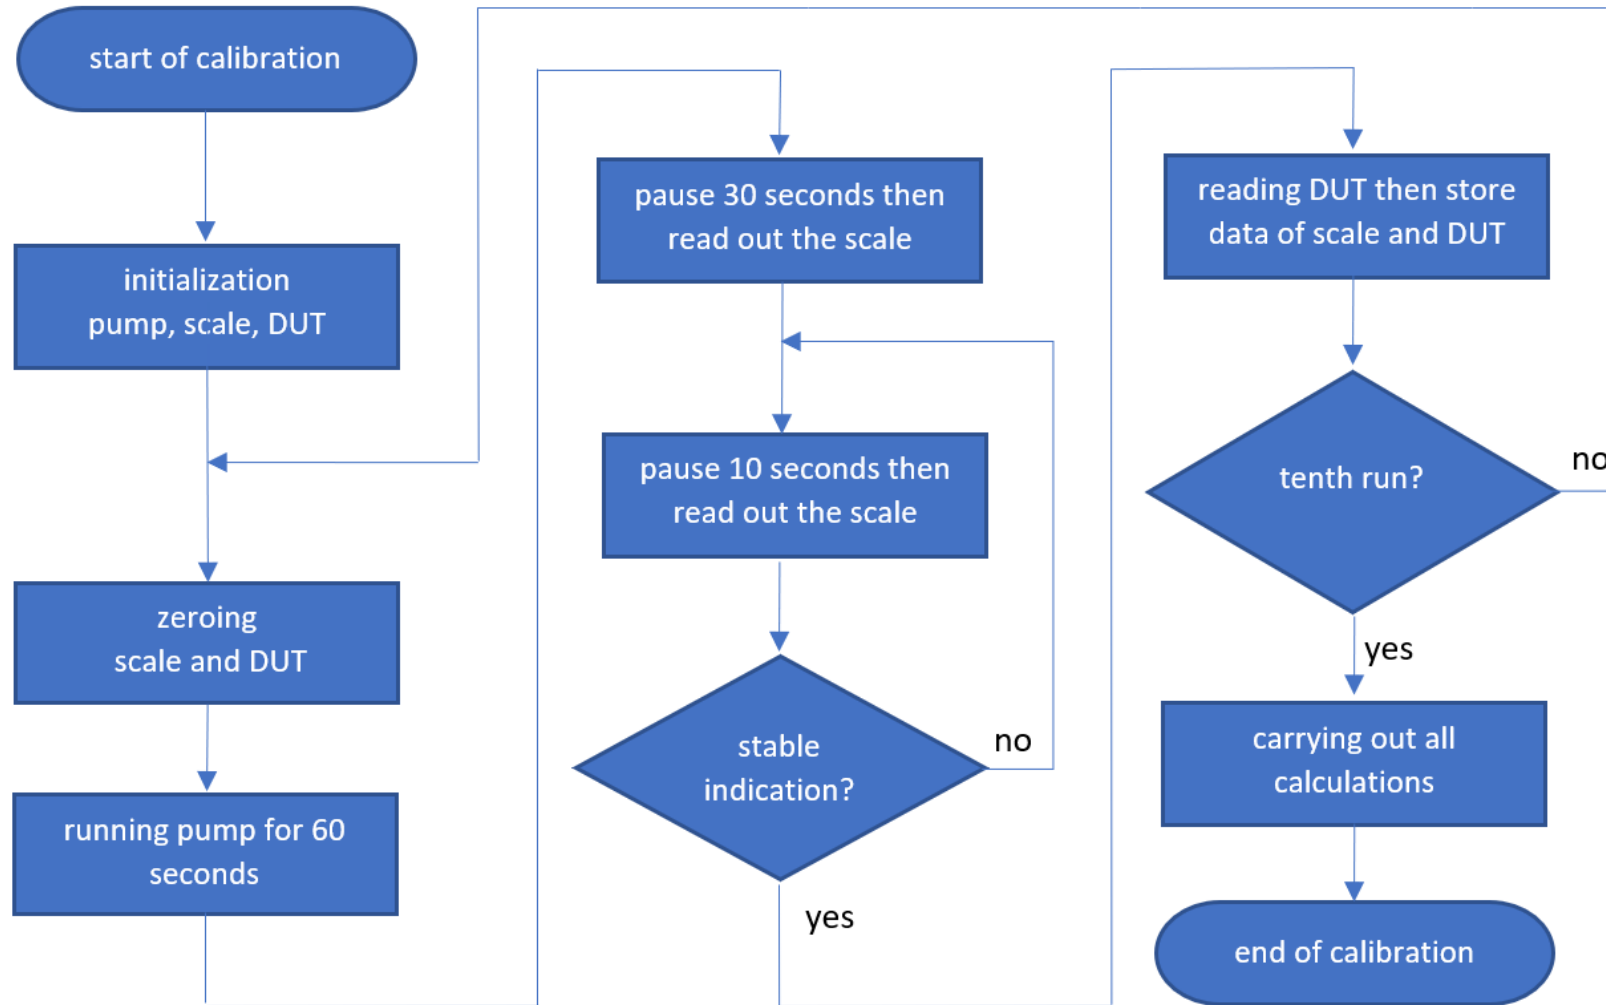 start of calibration
initialization
pump, scale, DUT
zeroing
scale and DUT
running pump for 60
seconds
pause 30 seconds then
read out the scale
pause 10 seconds then
read out the scale
stable
indication?
no
yes
reading DUT then store
data of scale and DUT
tenth run?
no
yes
carrying out all
calculations
end of calibration